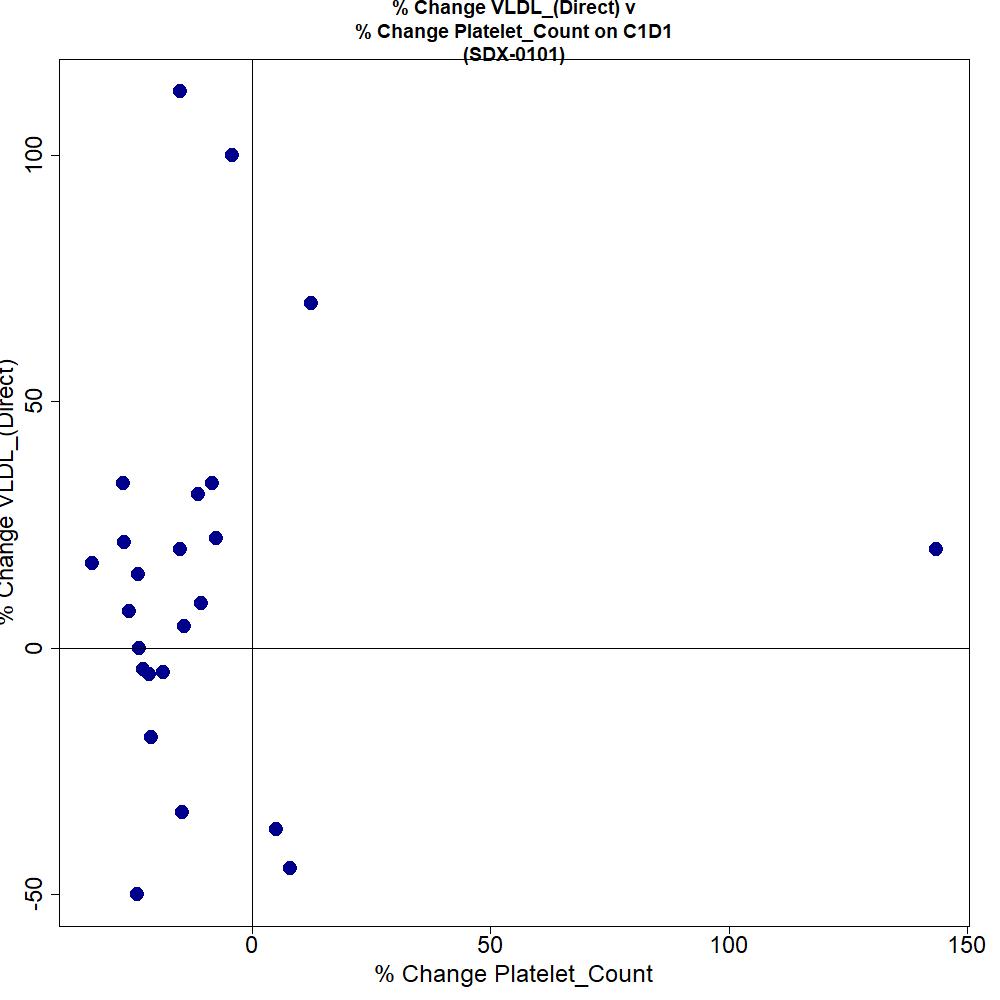 % Change VLDL_(Direct) v
% Change Platelet_Count on C1D1
(SDX-0101)
% Change VLDL_(Direct)
100
50
0
-50
0
50
100
150
% Change Platelet_Count